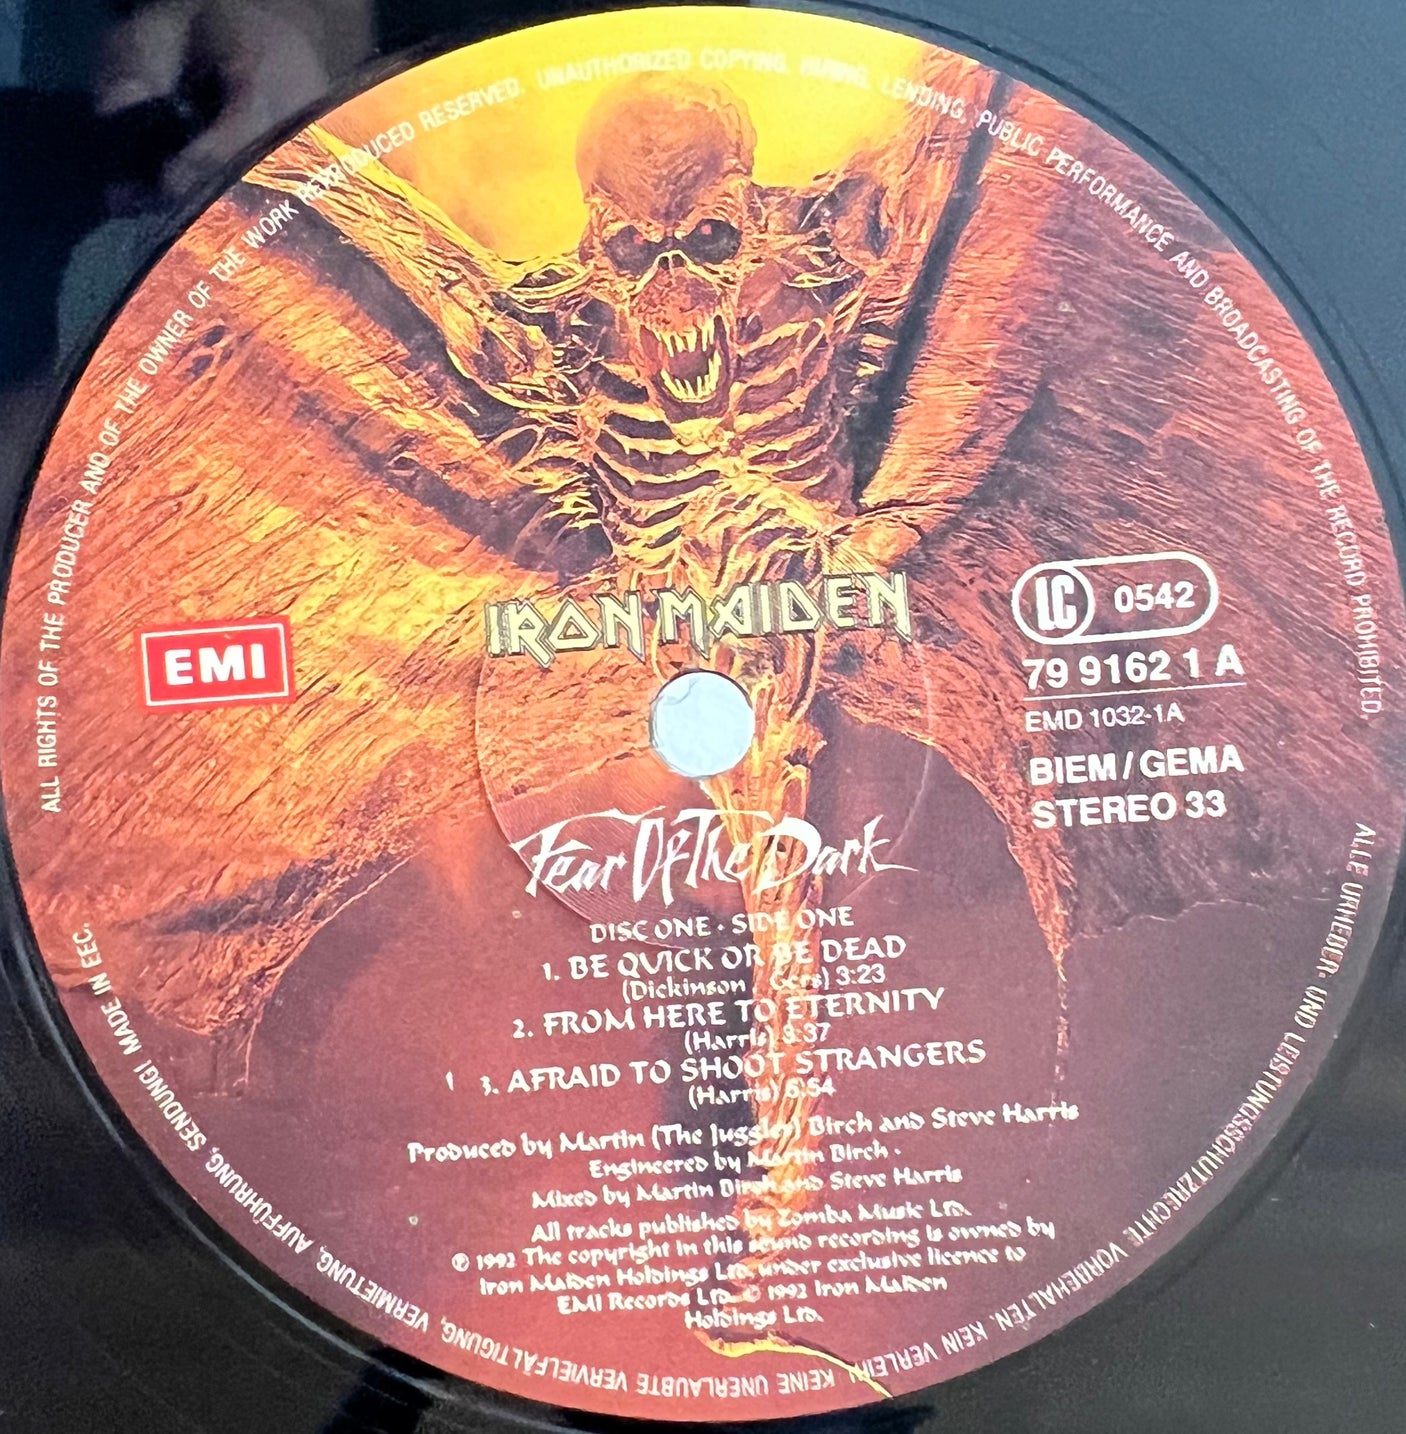 ALL RIGHTS OF THE PRODUCER AND OF THE OWNER OF THE WORK REPRODUCED RESERVED. UNAUTHORIZED COPYING, HIRING, LENDING, PUBLIC PERFORMANCE AND BROADCASTING OF THE RECORD PROHIBITED.
IRON MAIDEN
EMI
LC 0542
79 9162 1 A
EMD 1032-1A
BIEM/GEMA
STEREO 33
Fear Of The Dark
DISC ONE · SIDE ONE
1. BE QUICK OR BE DEAD
(Dickinson / Gers) 3:23
2. FROM HERE TO ETERNITY
(Harris) 3:37
3. AFRAID TO SHOOT STRANGERS
(Harris) 6:54
Produced by Martin (The Juggler) Birch and Steve Harris
Engineered by Martin Birch ·
Mixed by Martin Birch and Steve Harris
All tracks published by Zomba Music Ltd.
℗ 1992 The copyright in this sound recording is owned by
Iron Maiden Holdings Ltd. under exclusive licence to
EMI Records Ltd. © 1992 Iron Maiden
Holdings Ltd.
ALLE URHEBER- UND LEISTUNGSSCHUTZRECHTE VORBEHALTEN. KEIN VERLEIH! KEINE UNERLAUBTE VERVIELFÄLTIGUNG, VERMIETUNG, AUFFÜHRUNG, SENDUNG! MADE IN EEC.